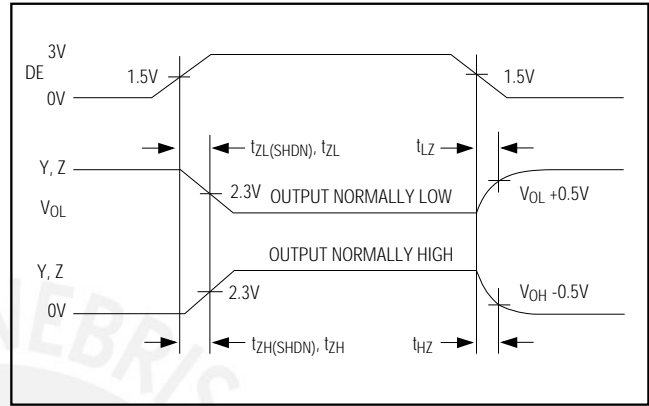 3V
DE
1.5V
1.5V
0V
tZL(SHDN), tZL
tLZ
Y, Z
2.3V
OUTPUT NORMALLY LOW
VOL +0.5V
VOL
OUTPUT NORMALLY HIGH
Y, Z
2.3V
VOH -0.5V
0V
tZH(SHDN), tZH
tHZ